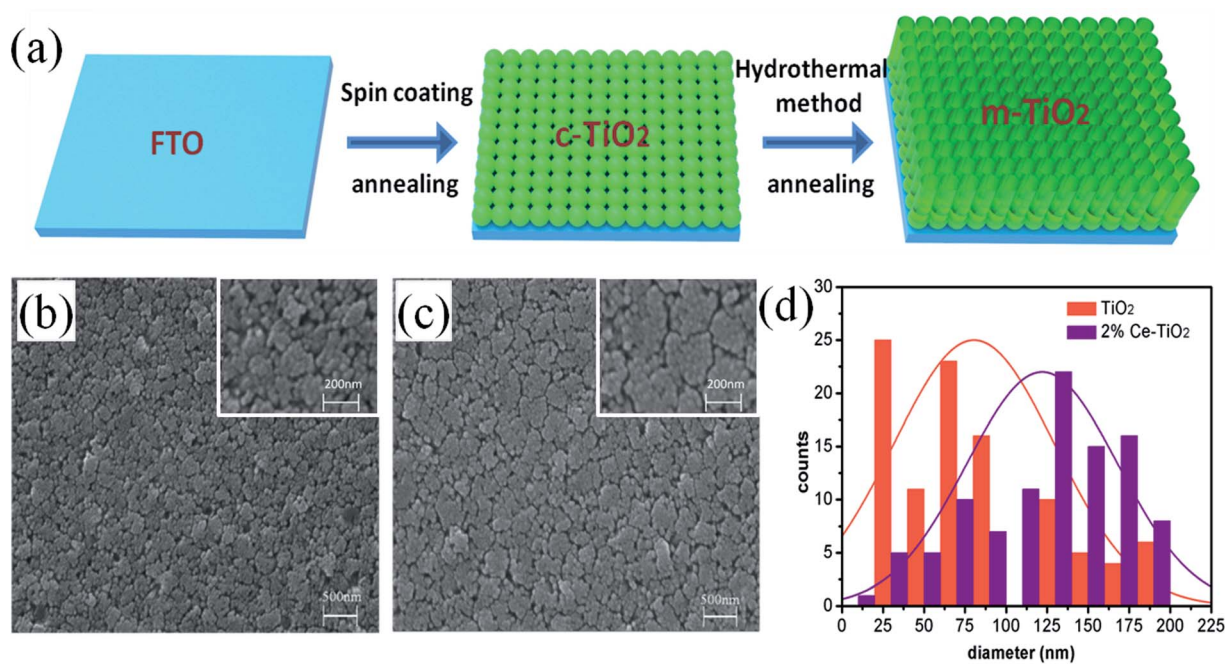 (a)
FTO
Spin coating
annealing
c-TiO2
Hydrothermal
method
annealing
m-TiO2
(b)
200nm
500nm
(c)
200nm
500nm
(d)
TiO2
2% Ce-TiO2
counts
30
25
20
15
10
5
0
0 25 50 75 100 125 150 175 200 225
diameter (nm)